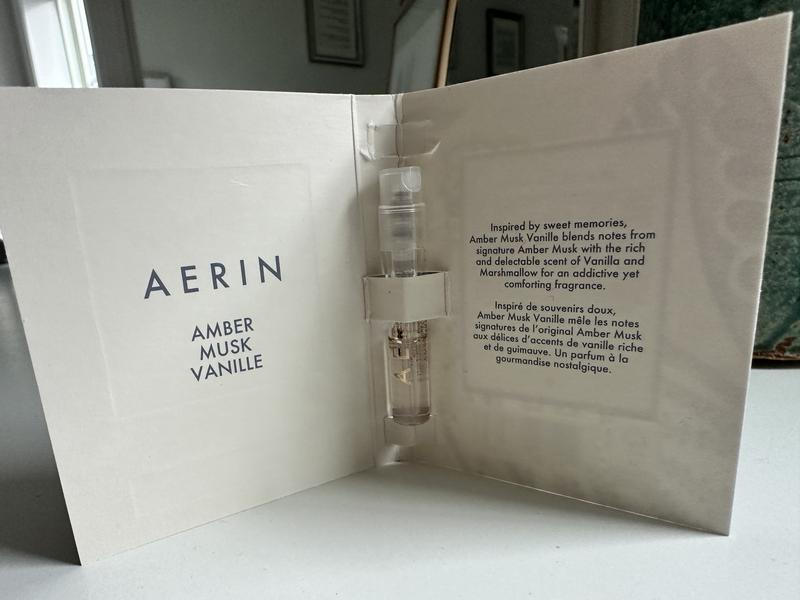 AERIN
AMBER
MUSK
VANILLE
Inspired by sweet memories,
Amber Musk Vanille blends notes from
signature Amber Musk with the rich
and delectable scent of Vanilla and
Marshmallow for an addictive yet
comforting fragrance.
Inspiré de souvenirs doux,
Amber Musk Vanille mêle les notes
signatures de l'original Amber Musk
aux délices d'accents de vanille riche
et de guimauve. Un parfum à la
gourmandise nostalgique.